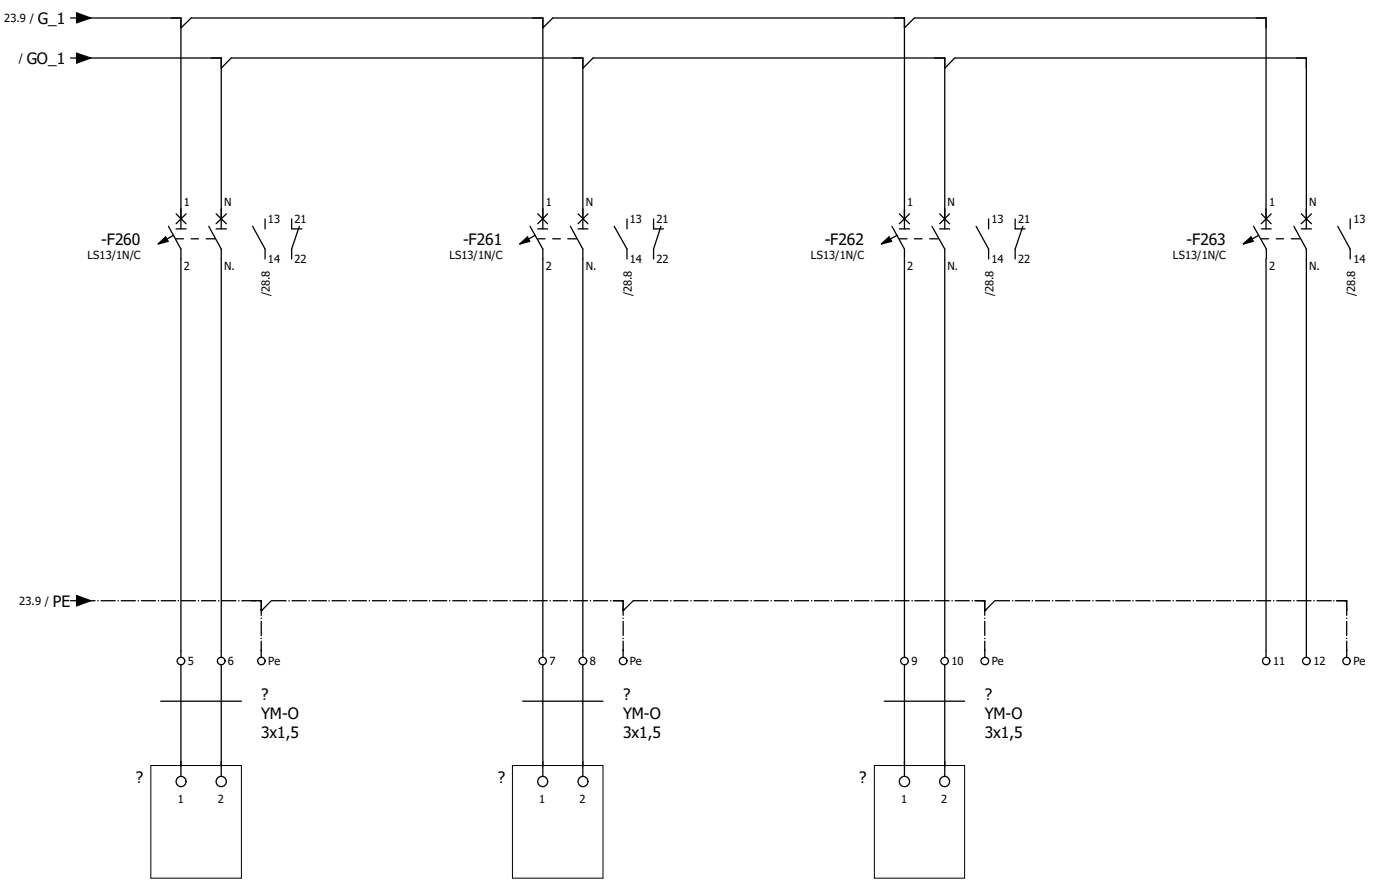 23.9 / G_1
/ GO_1
1 N 13 21
-F260
LS13/1N/C
2 N. 14 22
/28.8
1 N 13 21
-F261
LS13/1N/C
2 N. 14 22
/28.8
1 N 13 21
-F262
LS13/1N/C
2 N. 14 22
/28.8
1 N 13
-F263
LS13/1N/C
2 N. 14
/28.8
23.9 / PE
5 6 Pe
7 8 Pe
9 10 Pe
11 12 Pe
?
YM-O
3x1,5
?
YM-O
3x1,5
?
YM-O
3x1,5
?
1 2
?
1 2
?
1 2